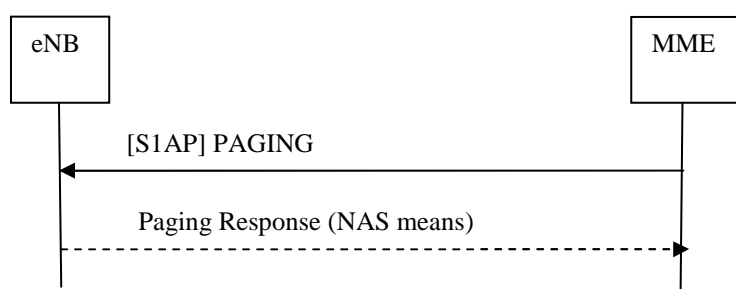 eNB
MME
[S1AP] PAGING
Paging Response (NAS means)